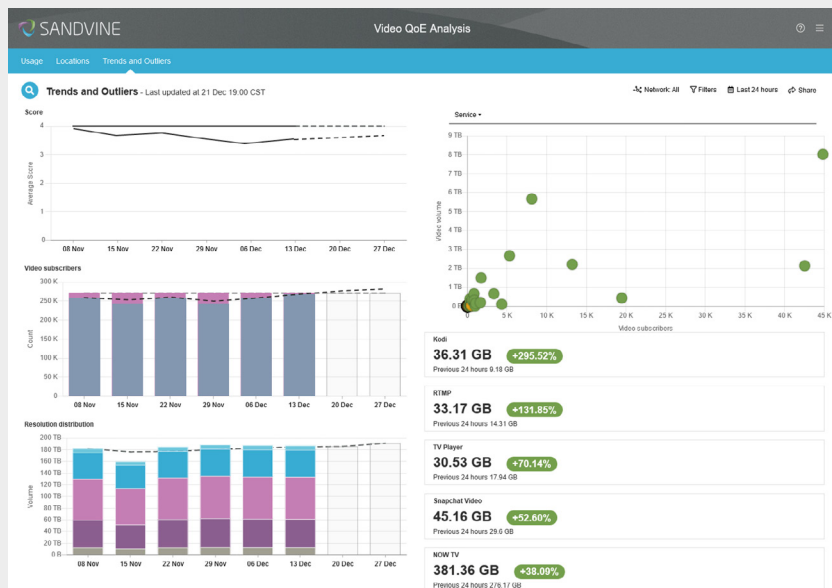 SANDVINE
Video QoE Analysis
Usage Locations Trends and Outliers
Trends and Outliers - Last updated at 21 Dec 19.00 CST
Network: All Filters Last 24 hours Share
Score
4
3
2
1
0
Average Score
08 Nov 15 Nov 22 Nov 29 Nov 06 Dec 13 Dec 20 Dec 27 Dec
Video subscribers
300 K
250 K
200 K
150 K
100 K
50 K
0
Count
08 Nov 15 Nov 22 Nov 29 Nov 06 Dec 13 Dec 20 Dec 27 Dec
Resolution distribution
200 TB
180 TB
160 TB
140 TB
120 TB
100 TB
80 TB
60 TB
40 TB
20 TB
0 B
Volume
08 Nov 15 Nov 22 Nov 29 Nov 06 Dec 13 Dec 20 Dec 27 Dec
Service
9 TB
8 TB
7 TB
6 TB
5 TB
4 TB
3 TB
2 TB
1 TB
0 B
Video volume
0 5 K 10 K 15 K 20 K 25 K 30 K 35 K 40 K 45 K
Video subscribers
Kodi
36.31 GB +295.52%
Previous 24 hours 9.18 GB
RTMP
33.17 GB +131.85%
Previous 24 hours 14.31 GB
TV Player
30.53 GB +70.14%
Previous 24 hours 17.94 GB
Snapchat Video
45.16 GB +52.60%
Previous 24 hours 29.6 GB
NOW TV
381.36 GB +38.09%
Previous 24 hours 276.17 GB